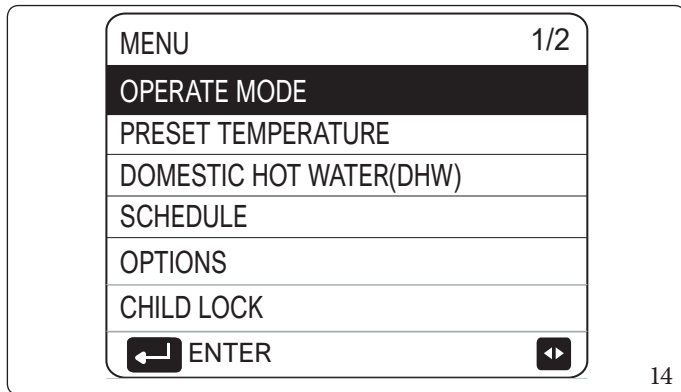 MENU 1/2
OPERATE MODE
PRESET TEMPERATURE
DOMESTIC HOT WATER(DHW)
SCHEDULE
OPTIONS
CHILD LOCK
ENTER
14